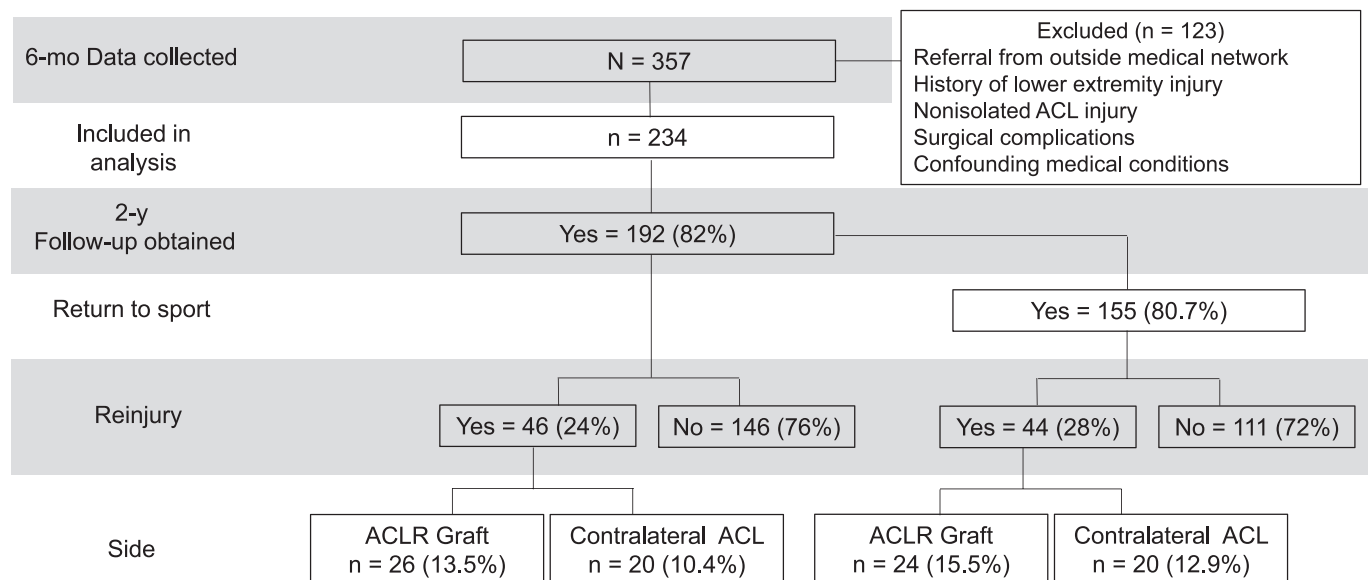 6-mo Data collected
N = 357
Excluded (n = 123)
Referral from outside medical network
History of lower extremity injury
Nonisolated ACL injury
Surgical complications
Confounding medical conditions
Included in
analysis
n = 234
2-y
Follow-up obtained
Yes = 192 (82%)
Return to sport
Yes = 155 (80.7%)
Reinjury
Yes = 46 (24%)
No = 146 (76%)
Yes = 44 (28%)
No = 111 (72%)
Side
ACLR Graft
n = 26 (13.5%)
Contralateral ACL
n = 20 (10.4%)
ACLR Graft
n = 24 (15.5%)
Contralateral ACL
n = 20 (12.9%)